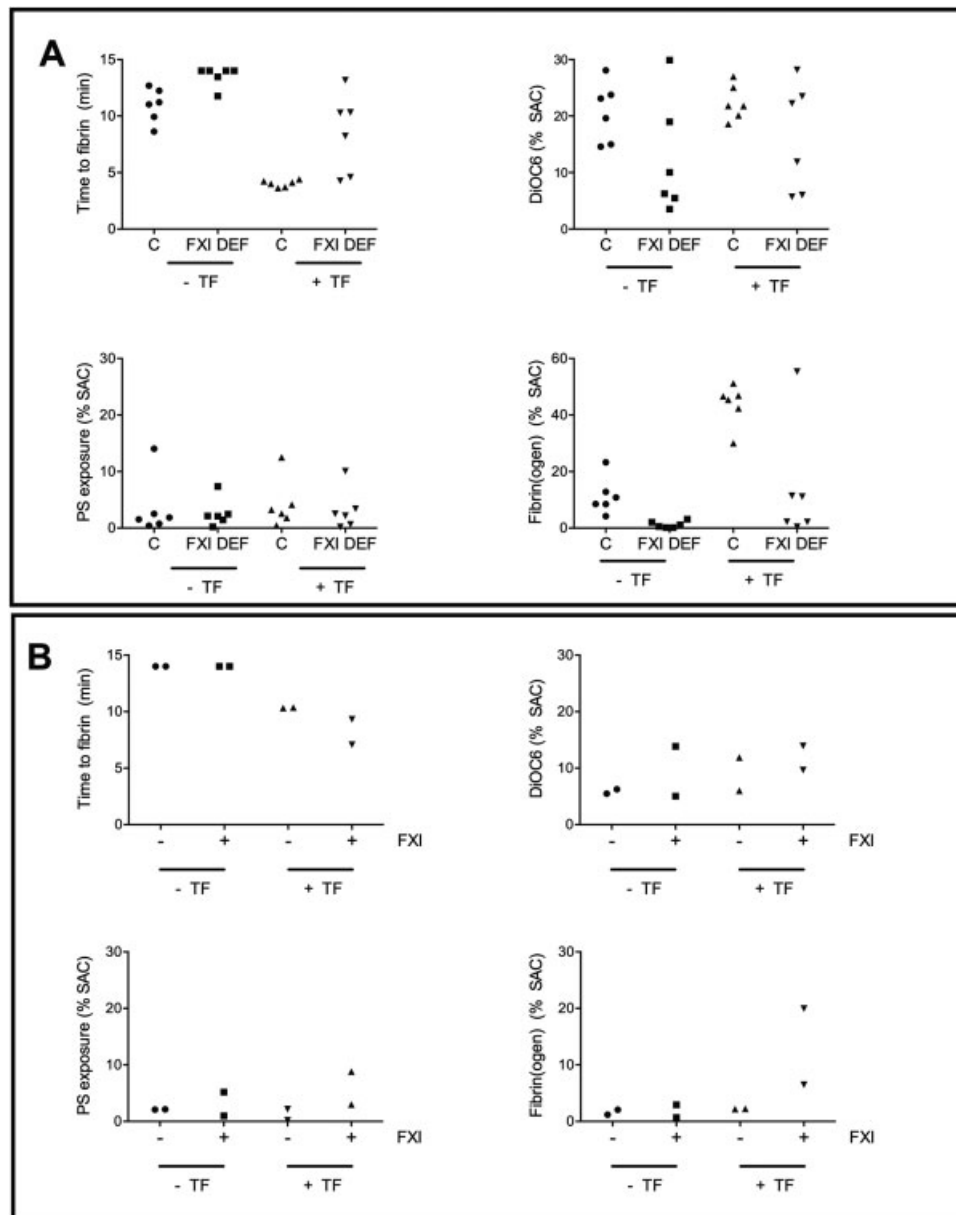 A
Time to fibrin (min)
15
10
5
0
C FXI DEF C FXI DEF
- TF + TF
DiOC6 (% SAC)
30
20
10
0
C FXI DEF C FXI DEF
- TF + TF
PS exposure (% SAC)
30
20
10
0
C FXI DEF C FXI DEF
- TF + TF
Fibrin(ogen) (% SAC)
60
40
20
0
C FXI DEF C FXI DEF
- TF + TF
B
Time to fibrin (min)
15
10
5
0
- + - + FXI
- TF + TF
DiOC6 (% SAC)
30
20
10
0
- + - + FXI
- TF + TF
PS exposure (% SAC)
30
20
10
0
- + - + FXI
- TF + TF
Fibrin(ogen) (% SAC)
30
20
10
0
- + - + FXI
- TF + TF